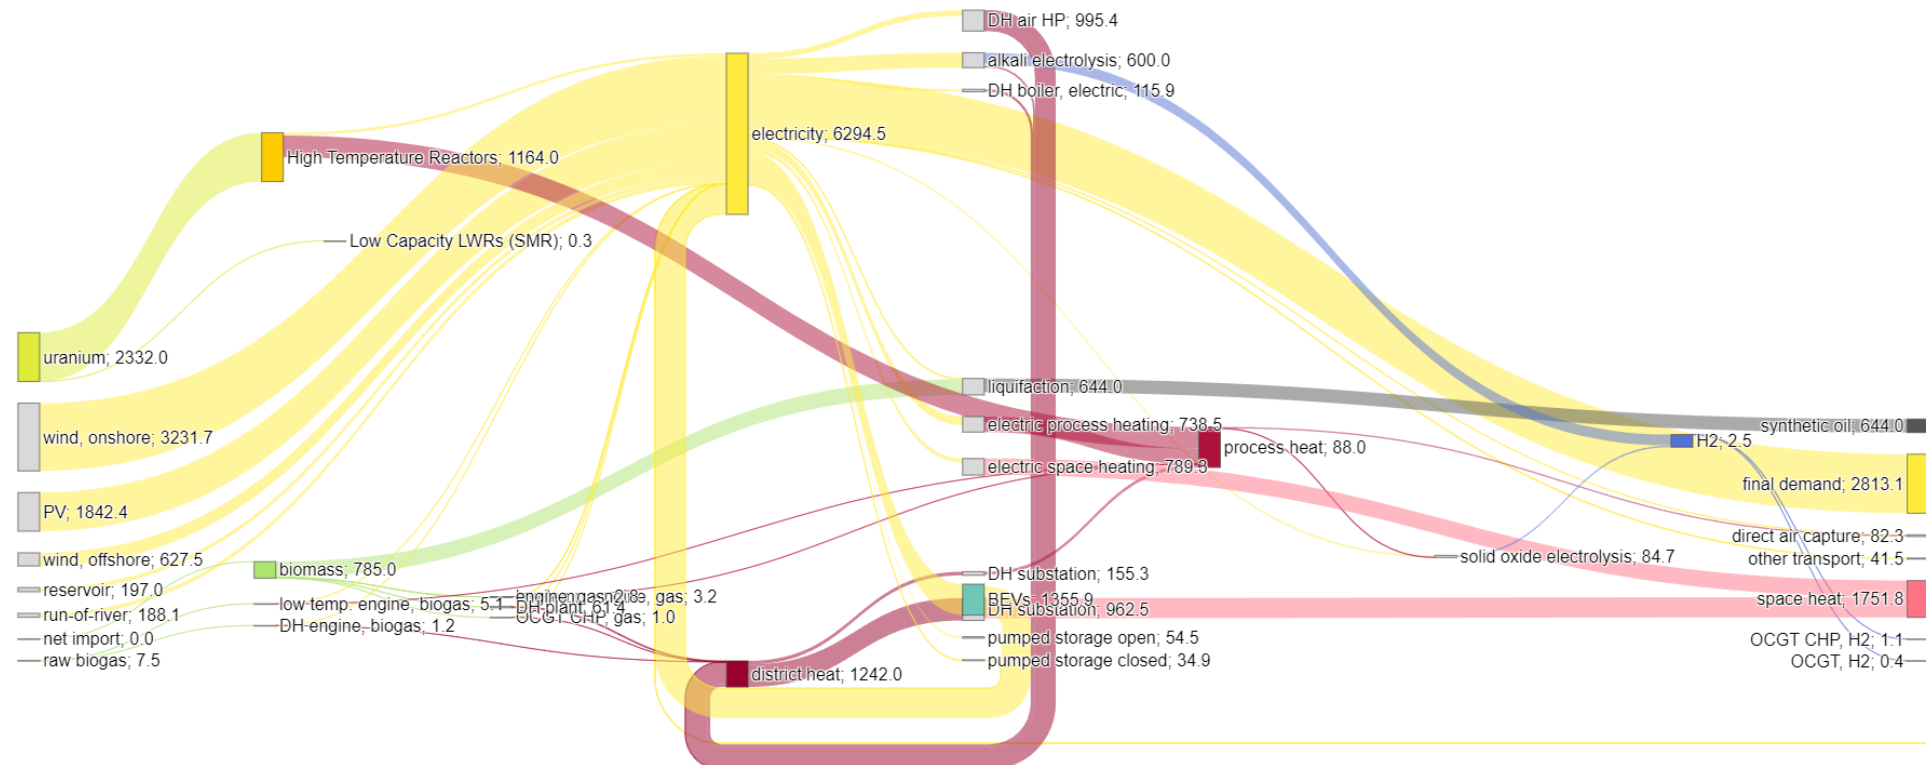 DH air HP; 995.4
alkali electrolysis; 600.0
DH boiler, electric; 115.9
electricity; 6294.5
High Temperature Reactors; 1164.0
Low Capacity LWRs (SMR); 0.3
uranium; 2332.0
liquifaction; 644.0
electric process heating; 738.5
synthetic oil; 644.0
wind, onshore; 3231.7
process heat; 88.0
H2; 2.5
electric space heating; 789.3
final demand; 2813.1
PV; 1842.4
direct air capture; 82.3
wind, offshore; 627.5
solid oxide electrolysis; 84.7
other transport; 41.5
biomass; 785.0
DH substation; 155.3
reservoir; 197.0
gas; 3.2
BEVs; 1355.9
space heat; 1751.8
low temp. engine, biogas; 5.1
DH plant; 61.4
DH substation; 962.5
run-of-river; 188.1
OCGT CHP, gas; 1.0
DH engine, biogas; 1.2
net import; 0.0
pumped storage open; 54.5
OCGT CHP, H2; 1.1
raw biogas; 7.5
pumped storage closed; 34.9
OCGT, H2; 0.4
district heat; 1242.0